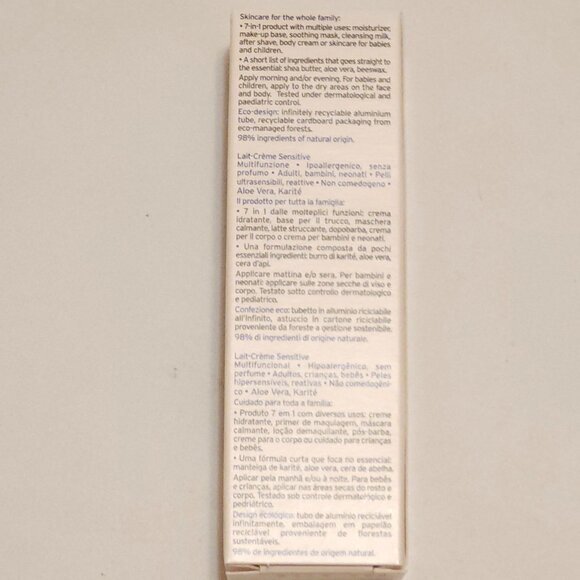 Skincare for the whole family:
• 7-in-1 product with multiple uses: moisturizer,
make-up base, soothing mask, cleansing milk,
after shave, body cream or skincare for babies
and children.
• A short list of ingredients that goes straight to
the essential: shea butter, aloe vera, beeswax.
Apply morning and/or evening. For babies and
children, apply to the dry areas on the face
and body. Tested under dermatological and
paediatric control.
Eco-design: infinitely recyclable aluminium
tube, recyclable cardboard packaging from
eco-managed forests.
98% ingredients of natural origin.
Lait-Crème Sensitive
Multifunzione • Ipoallergenico, senza
profumo • Adulti, bambini, neonati • Pelli
ultrasensibili, reattive • Non comedogeno •
Aloe Vera, Karité
Il prodotto per tutta la famiglia:
• 7 in 1 dalle molteplici funzioni: crema
idratante, base per il trucco, maschera
calmante, latte struccante, dopobarba, crema
per il corpo o crema per bambini e neonati.
• Una formulazione composta da pochi
essenziali ingredienti: burro di karité, aloe vera,
cera d'api.
Applicare mattina e/o sera. Per bambini e
neonati: applicare sulle zone secche di viso e
corpo. Testato sotto controllo dermatologico
e pediatrico.
Confezione eco: tubetto in alluminio riciclabile
all'infinito, astuccio in cartone riciclabile
proveniente da foreste a gestione sostenibile.
98% di ingredienti di origine naturale.
Lait-Crème Sensitive
Multifuncional • Hipoalergênico, sem
perfume • Adultos, crianças, bebês • Peles
hipersensíveis, reativas • Não comedogêni-
co • Aloe Vera, Karité
Cuidado para toda a família:
• Produto 7 em 1 com diversos usos: creme
hidratante, primer de maquiagem, máscara
calmante, loção demaquilante, pós-barba,
creme para o corpo ou cuidado para crianças
e bebês.
• Uma fórmula curta que foca no essencial:
manteiga de karité, aloe vera, cera de abelha.
Aplicar pela manhã e/ou à noite. Para bebês
e crianças, aplicar nas áreas secas do rosto e
corpo. Testado sob controle dermatológico e
pediátrico.
Design ecológico: tubo de alumínio reciclável
infinitamente, embalagem em papelão
reciclável proveniente de florestas
sustentáveis.
98% de ingredientes de origem natural.